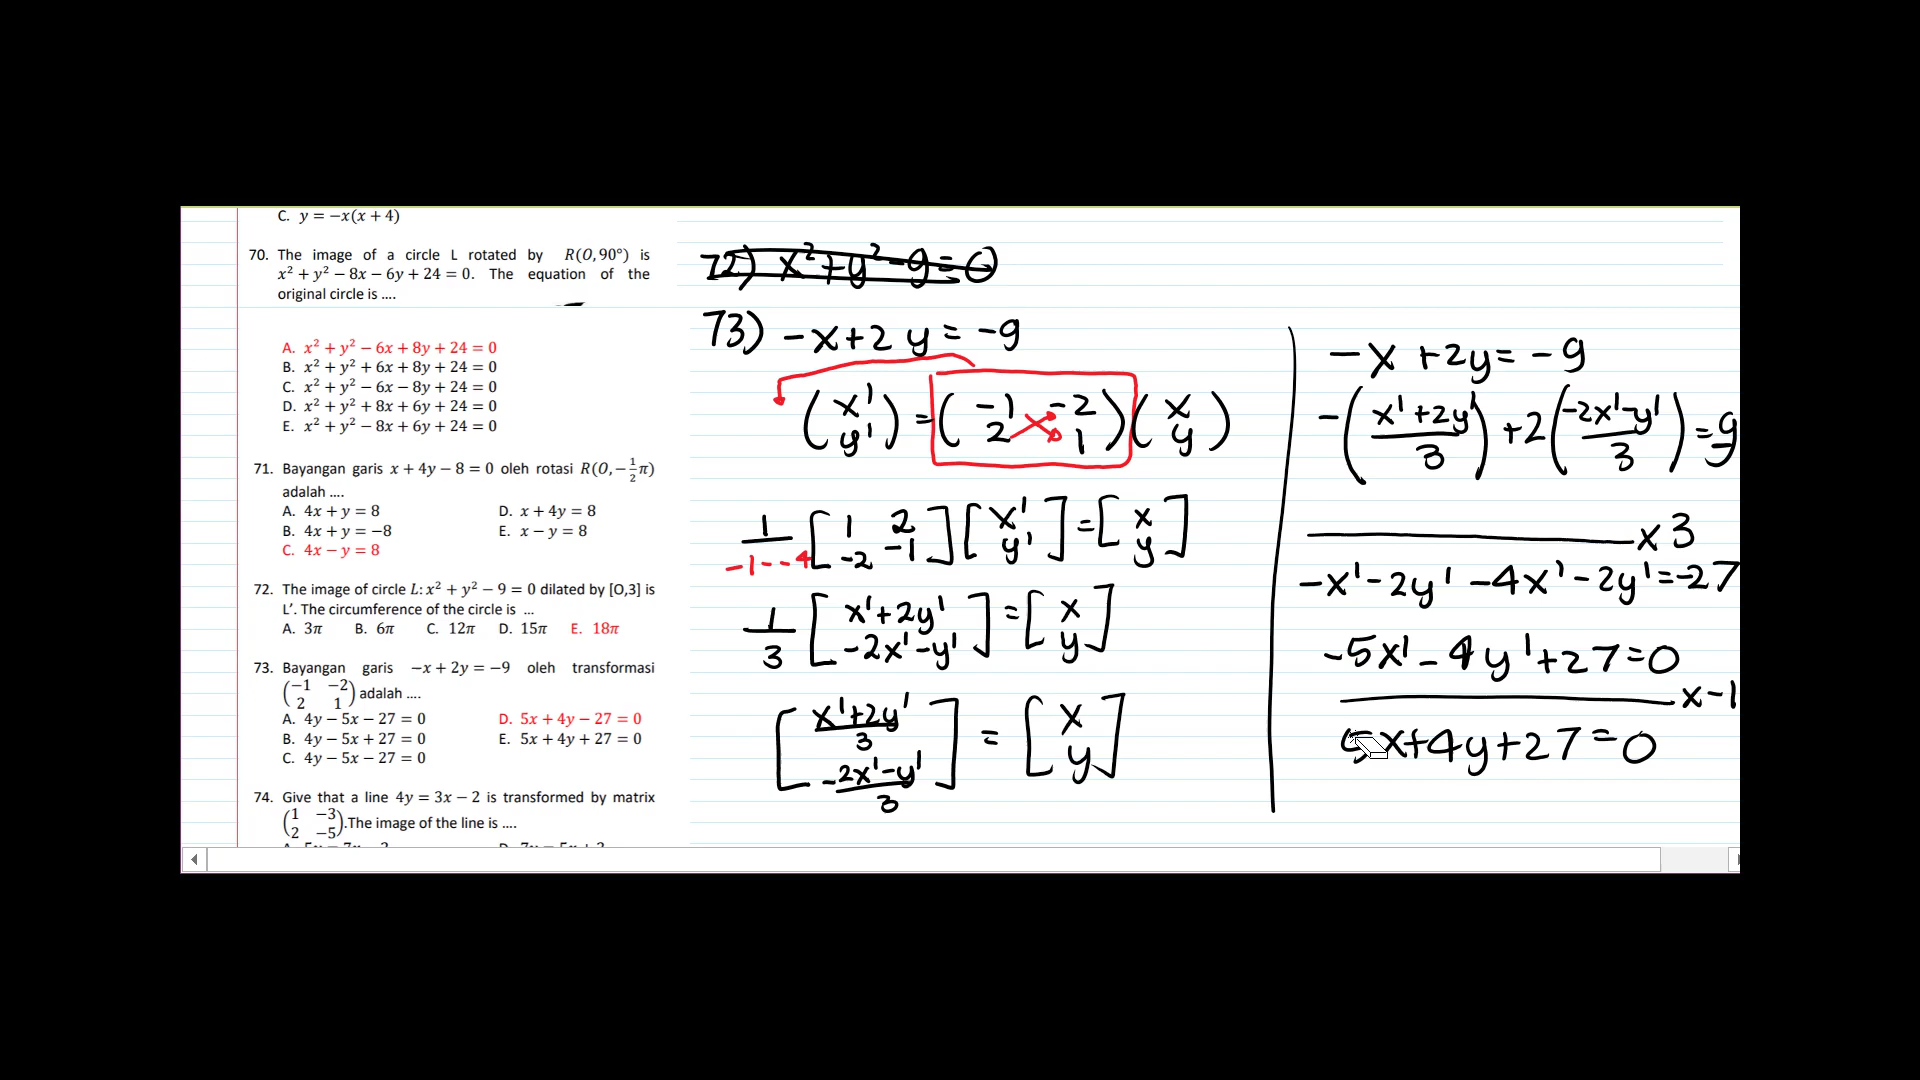 C. y = −x(x + 4)
70. The image of a circle L rotated by R(O, 90°) is
x² + y² − 8x − 6y + 24 = 0. The equation of the
original circle is ....
A. x² + y² − 6x + 8y + 24 = 0
B. x² + y² + 6x + 8y + 24 = 0
C. x² + y² − 6x − 8y + 24 = 0
D. x² + y² + 8x + 6y + 24 = 0
E. x² + y² − 8x + 6y + 24 = 0
71. Bayangan garis x + 4y − 8 = 0 oleh rotasi R(O, −1/2 π)
adalah ....
A. 4x + y = 8 D. x + 4y = 8
B. 4x + y = −8 E. x − y = 8
C. 4x − y = 8
72. The image of circle L: x² + y² − 9 = 0 dilated by [O,3] is
L'. The circumference of the circle is ...
A. 3π B. 6π C. 12π D. 15π E. 18π
73. Bayangan garis −x + 2y = −9 oleh transformasi
(−1 −2
2 1) adalah ....
A. 4y − 5x − 27 = 0 D. 5x + 4y − 27 = 0
B. 4y − 5x + 27 = 0 E. 5x + 4y + 27 = 0
C. 4y − 5x − 27 = 0
74. Give that a line 4y = 3x − 2 is transformed by matrix
(1 −3
2 −5).The image of the line is ....
72) x² + y² − 9 = 0
73) −x + 2y = −9
(x' y') = (−1 −2
2 1) (x y)
1/−1−−4 [1 2
−2 −1] [x' y'] = [x y]
1/3 [x' + 2y'
−2x' − y'] = [x y]
[(x' + 2y')/3
(−2x' − y')/3] = [x y]
−x + 2y = −9
−((x' + 2y')/3) + 2((−2x' − y')/3) = 9
x 3
−x' − 2y' − 4x' − 2y' = −27
−5x' − 4y' + 27 = 0
x −1
5x + 4y + 27 = 0